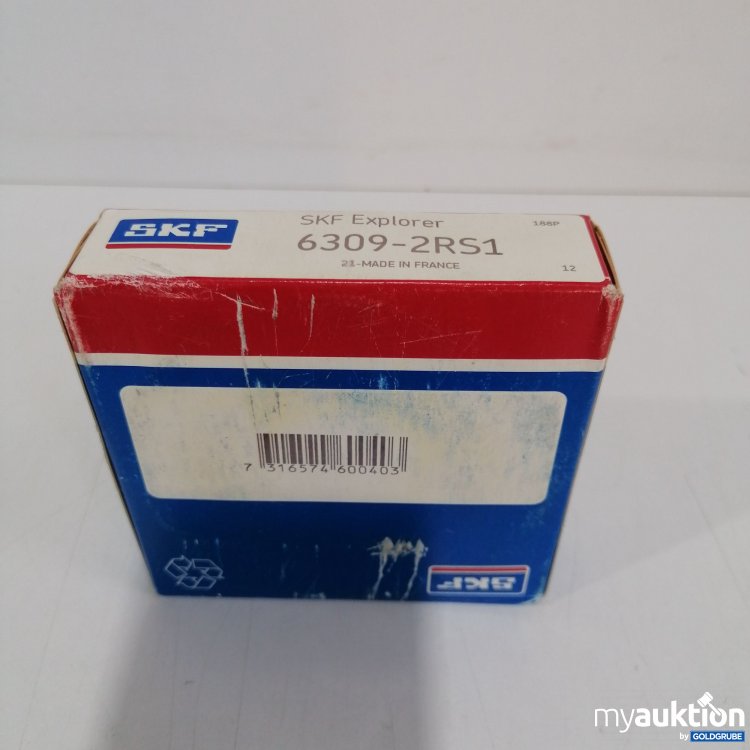 SKF
SKF Explorer
188P
6309-2RS1
21-MADE IN FRANCE
12
7 316574 600403
SKF
myauktion
by GOLDGRUBE